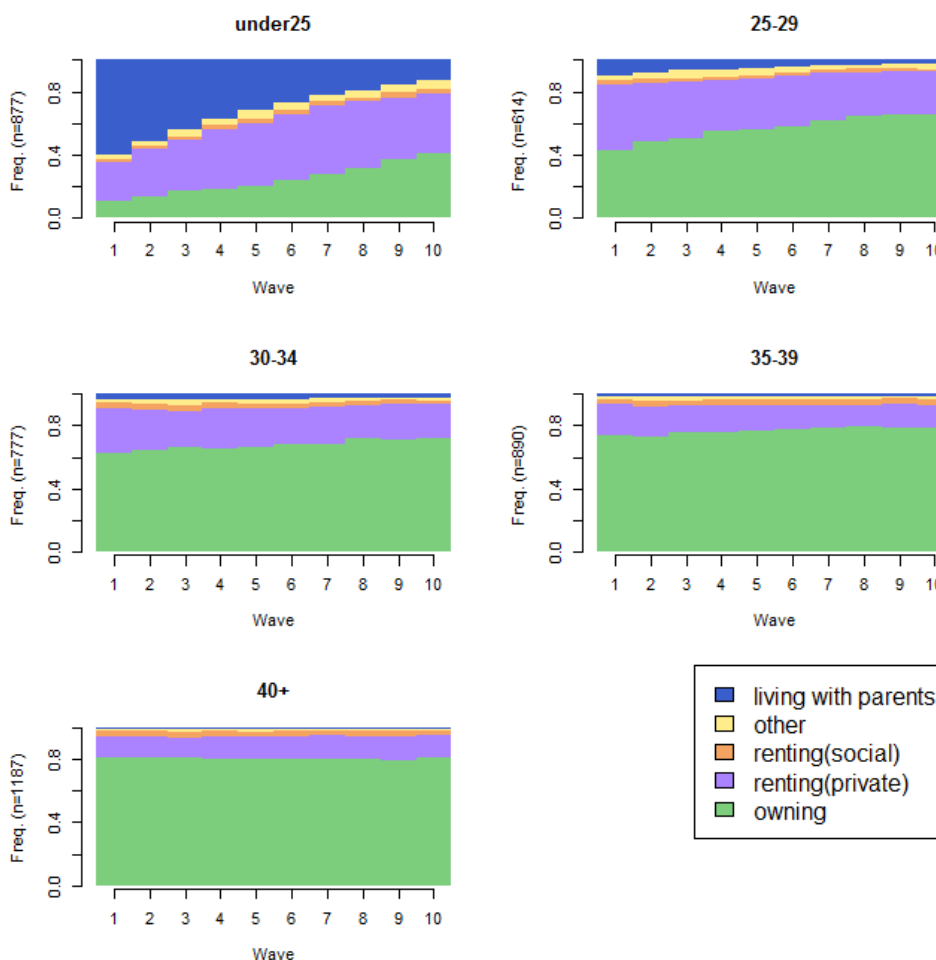 under25
Freq. (n=877)
0.0 0.4 0.8
1 2 3 4 5 6 7 8 9 10
Wave
25-29
Freq. (n=614)
0.0 0.4 0.8
1 2 3 4 5 6 7 8 9 10
Wave
30-34
Freq. (n=777)
0.0 0.4 0.8
1 2 3 4 5 6 7 8 9 10
Wave
35-39
Freq. (n=890)
0.0 0.4 0.8
1 2 3 4 5 6 7 8 9 10
Wave
40+
Freq. (n=1187)
0.0 0.4 0.8
1 2 3 4 5 6 7 8 9 10
Wave
living with parents
other
renting(social)
renting(private)
owning